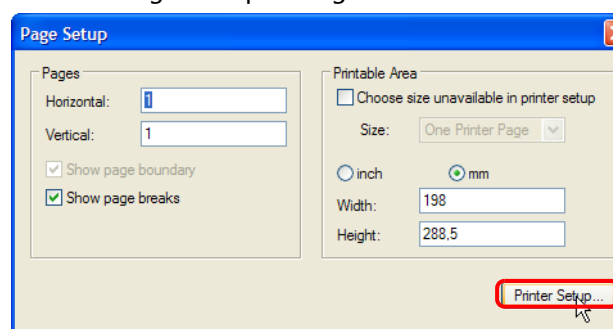 Page Setup
Pages
Horizontal: 1
Vertical: 1
Show page boundary
Show page breaks
Printable Area
Choose size unavailable in printer setup
Size: One Printer Page
inch mm
Width: 198
Height: 288,5
Printer Setup...